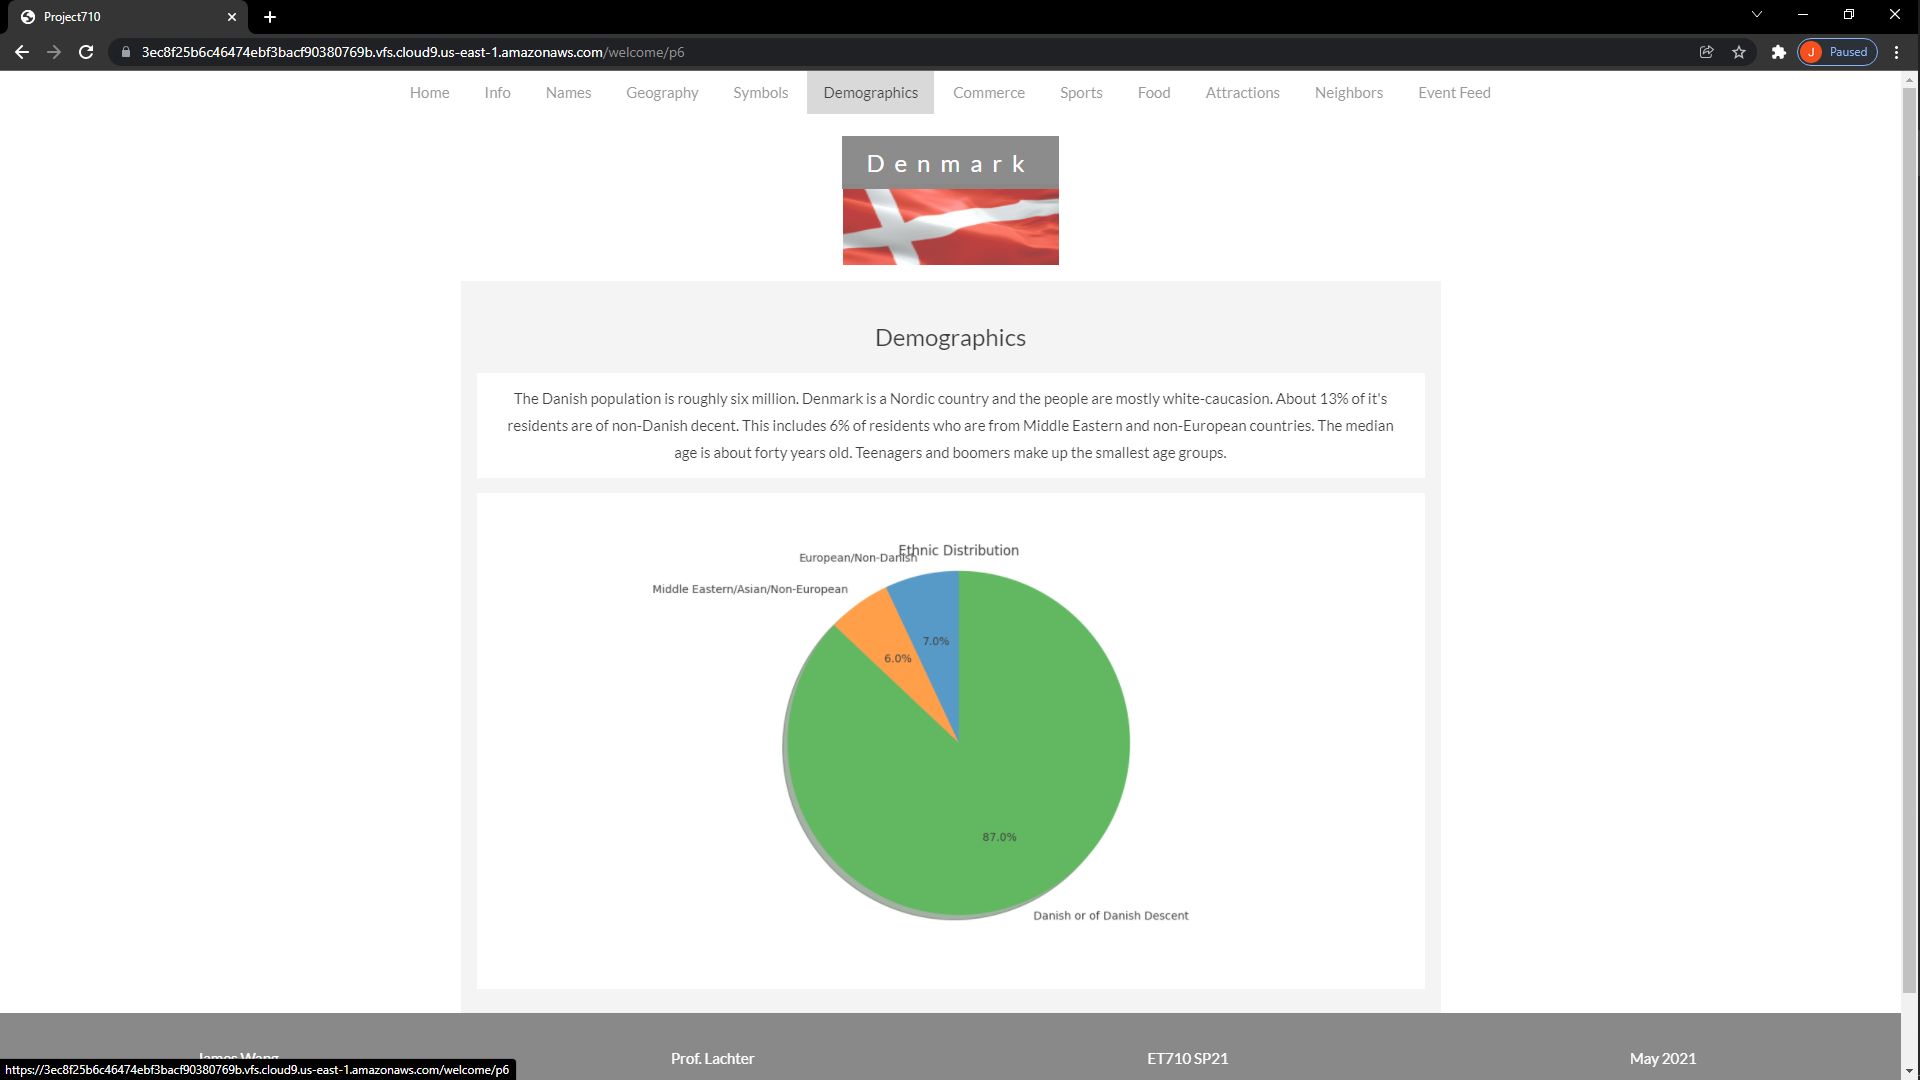 Project710
3ec8f25b6c46474ebf3bacf90380769b.vfs.cloud9.us-east-1.amazonaws.com/welcome/p6
J Paused
Home Info Names Geography Symbols Demographics Commerce Sports Food Attractions Neighbors Event Feed
Denmark
Demographics
The Danish population is roughly six million. Denmark is a Nordic country and the people are mostly white-caucasion. About 13% of it's
residents are of non-Danish decent. This includes 6% of residents who are from Middle Eastern and non-European countries. The median
age is about forty years old. Teenagers and boomers make up the smallest age groups.
Ethnic Distribution
European/Non-Danish
Middle Eastern/Asian/Non-European
7.0%
6.0%
87.0%
Danish or of Danish Descent
James Wang Prof. Lachter ET710 SP21 May 2021
https://3ec8f25b6c46474ebf3bacf90380769b.vfs.cloud9.us-east-1.amazonaws.com/welcome/p6